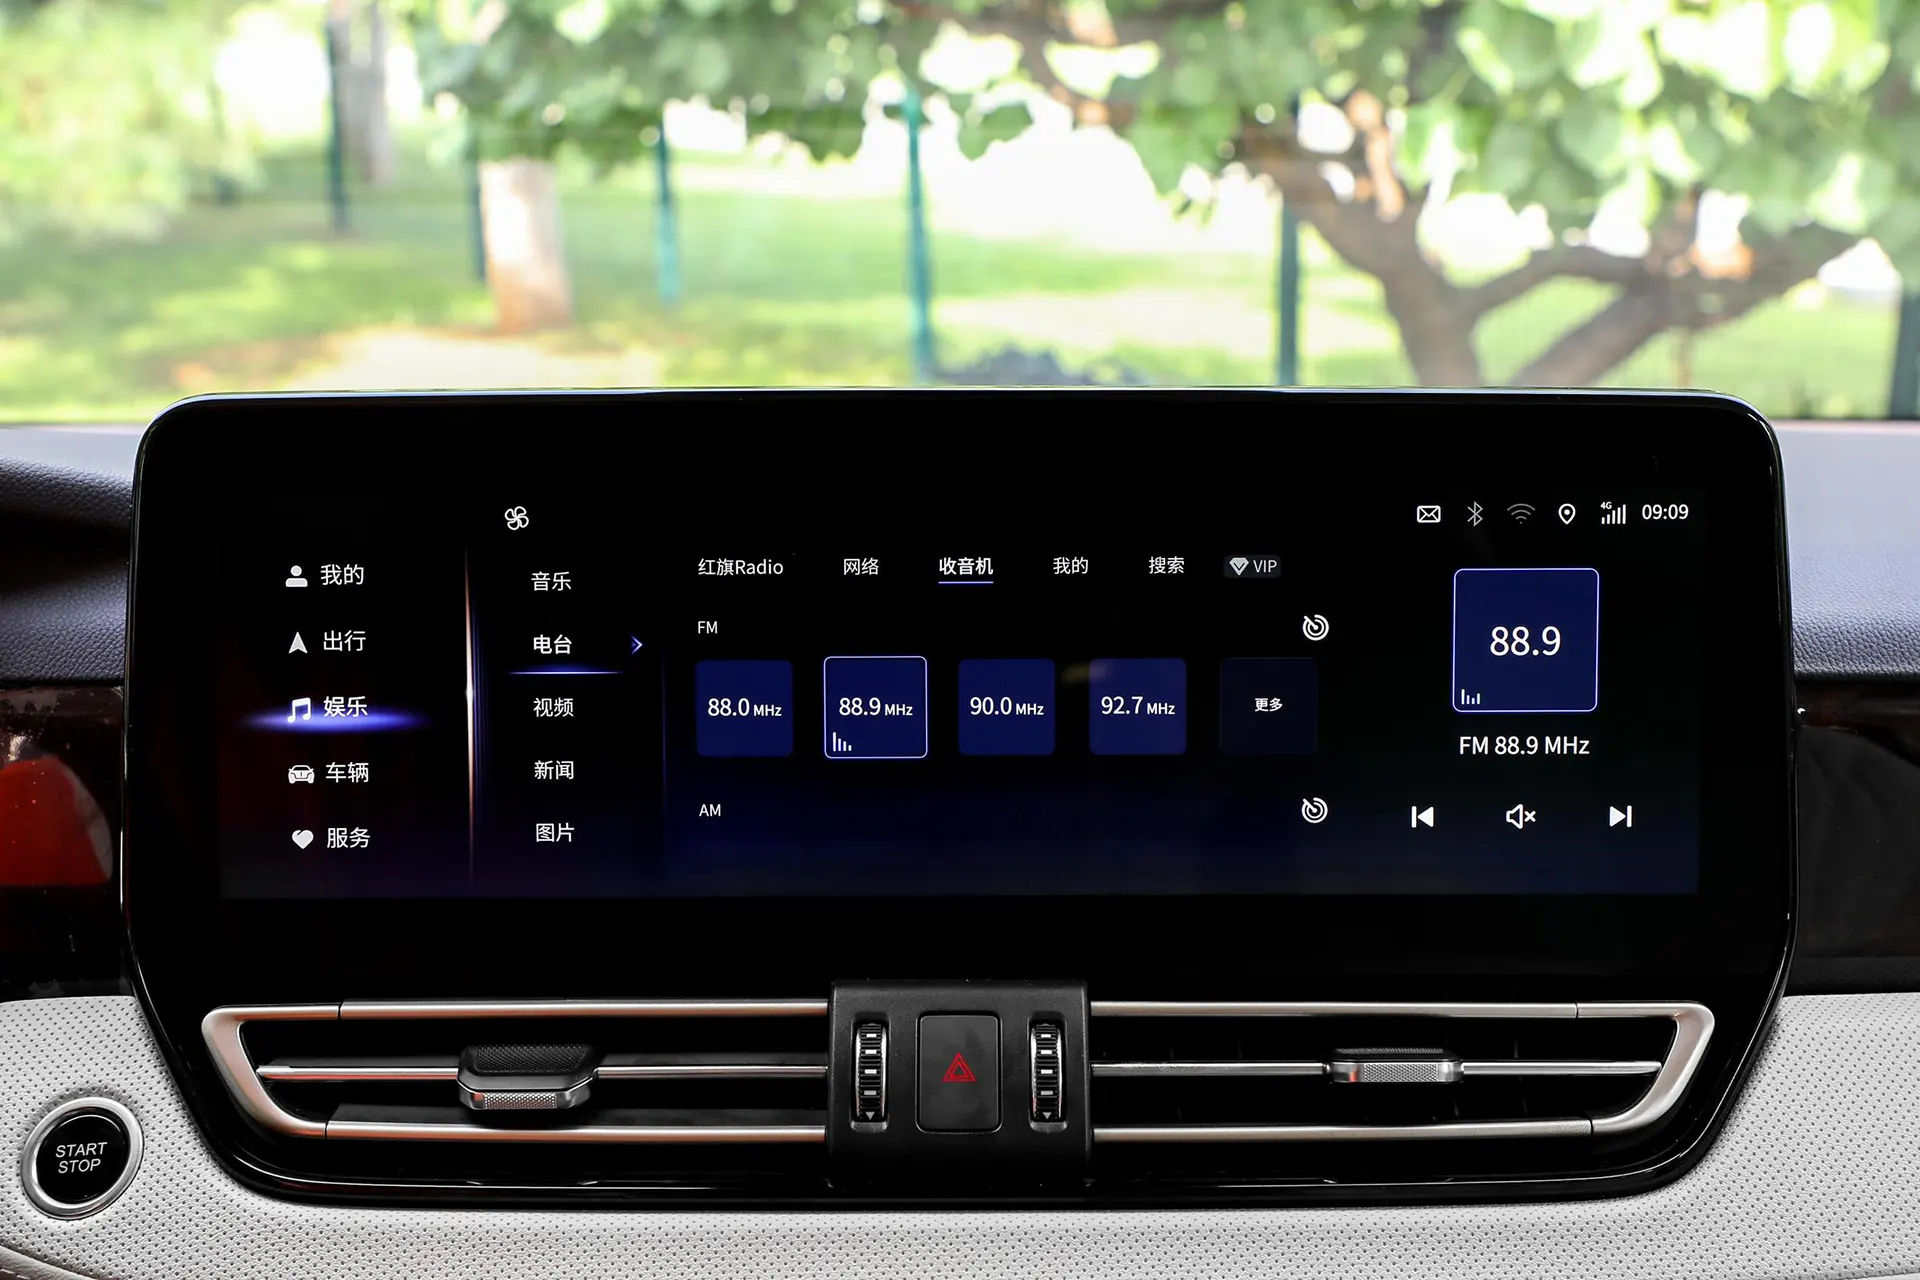 4G 09:09
我的
出行
娱乐
车辆
服务
音乐
电台
视频
新闻
图片
红旗Radio 网络 收音机 我的 搜索 VIP
FM
88.0 MHz 88.9 MHz 90.0 MHz 92.7 MHz 更多
AM
88.9
FM 88.9 MHz
START
STOP